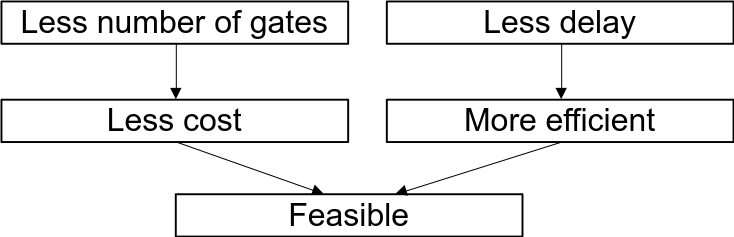 Less number of gates
Less delay
Less cost
More efficient
Feasible